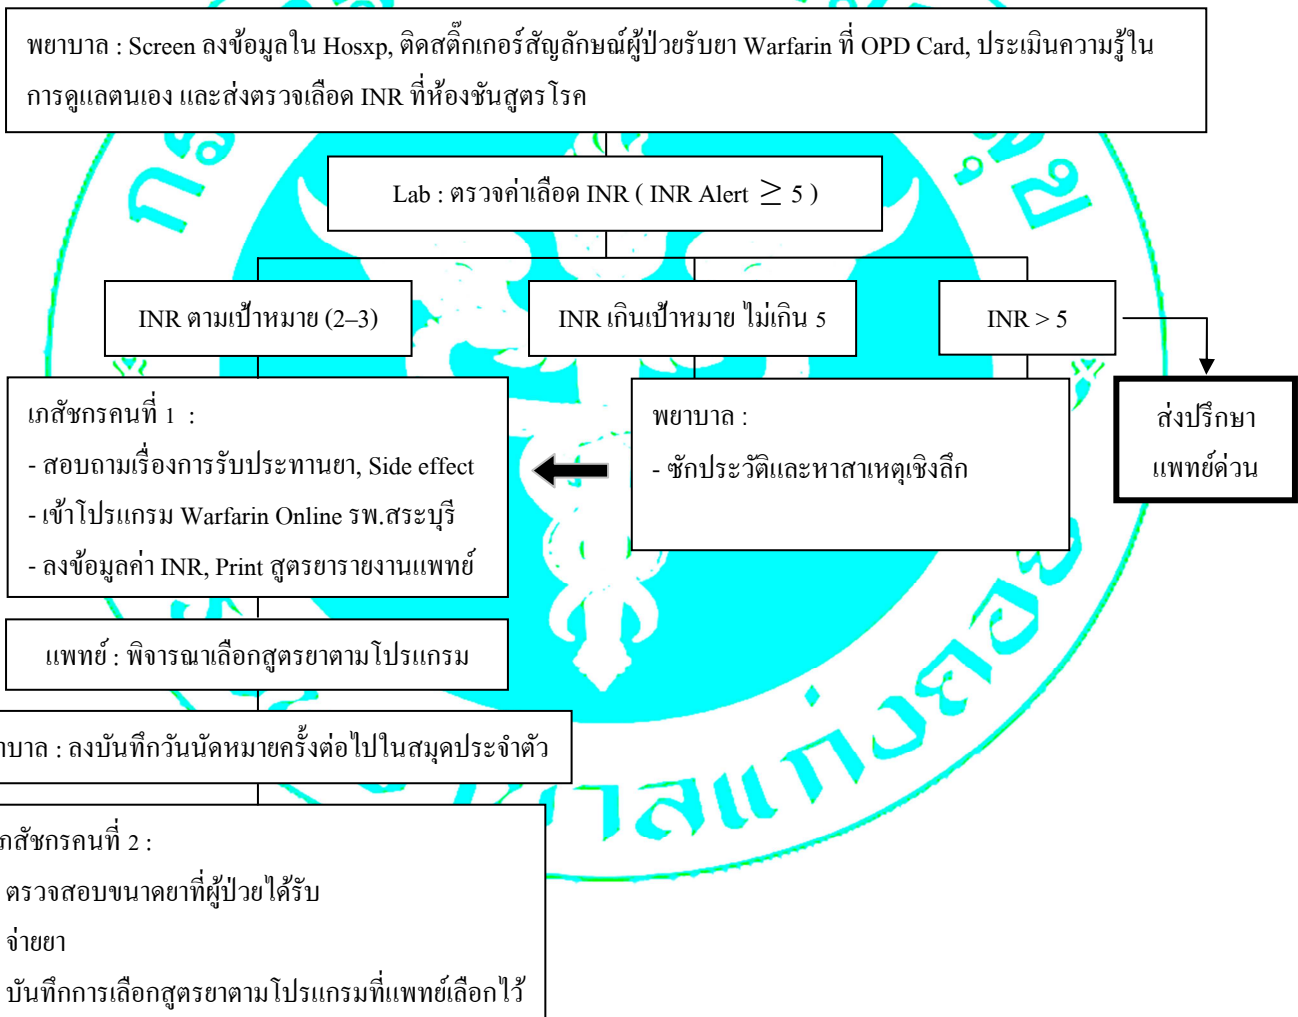 พยาบาล : Screen ลงข้อมูลใน Hosxp, ติดสติ๊กเกอร์สัญลักษณ์ผู้ป่วยรับยา Warfarin ที่ OPD Card, ประเมินความรู้ใน
การดูแลตนเอง และส่งตรวจเลือด INR ที่ห้องชันสูตรโรค
Lab : ตรวจค่าเลือด INR ( INR Alert ≥ 5 )
INR ตามเป้าหมาย (2–3)
INR เกินเป้าหมาย ไม่เกิน 5
INR > 5
เภสัชกรคนที่ 1 :
- สอบถามเรื่องการรับประทานยา, Side effect
- เข้าโปรแกรม Warfarin Online รพ.สระบุรี
- ลงข้อมูลค่า INR, Print สูตรยารายงานแพทย์
พยาบาล :
- ซักประวัติและหาสาเหตุเชิงลึก
ส่งปรึกษา
แพทย์ด่วน
แพทย์ : พิจารณาเลือกสูตรยาตามโปรแกรม
าบาล : ลงบันทึกวันนัดหมายครั้งต่อไปในสมุดประจำตัว
ภสัชกรคนที่ 2 :
ตรวจสอบขนาดยาที่ผู้ป่วยได้รับ
จ่ายยา
บันทึกการเลือกสูตรยาตามโปรแกรมที่แพทย์เลือกไว้
าลแก่งคอย